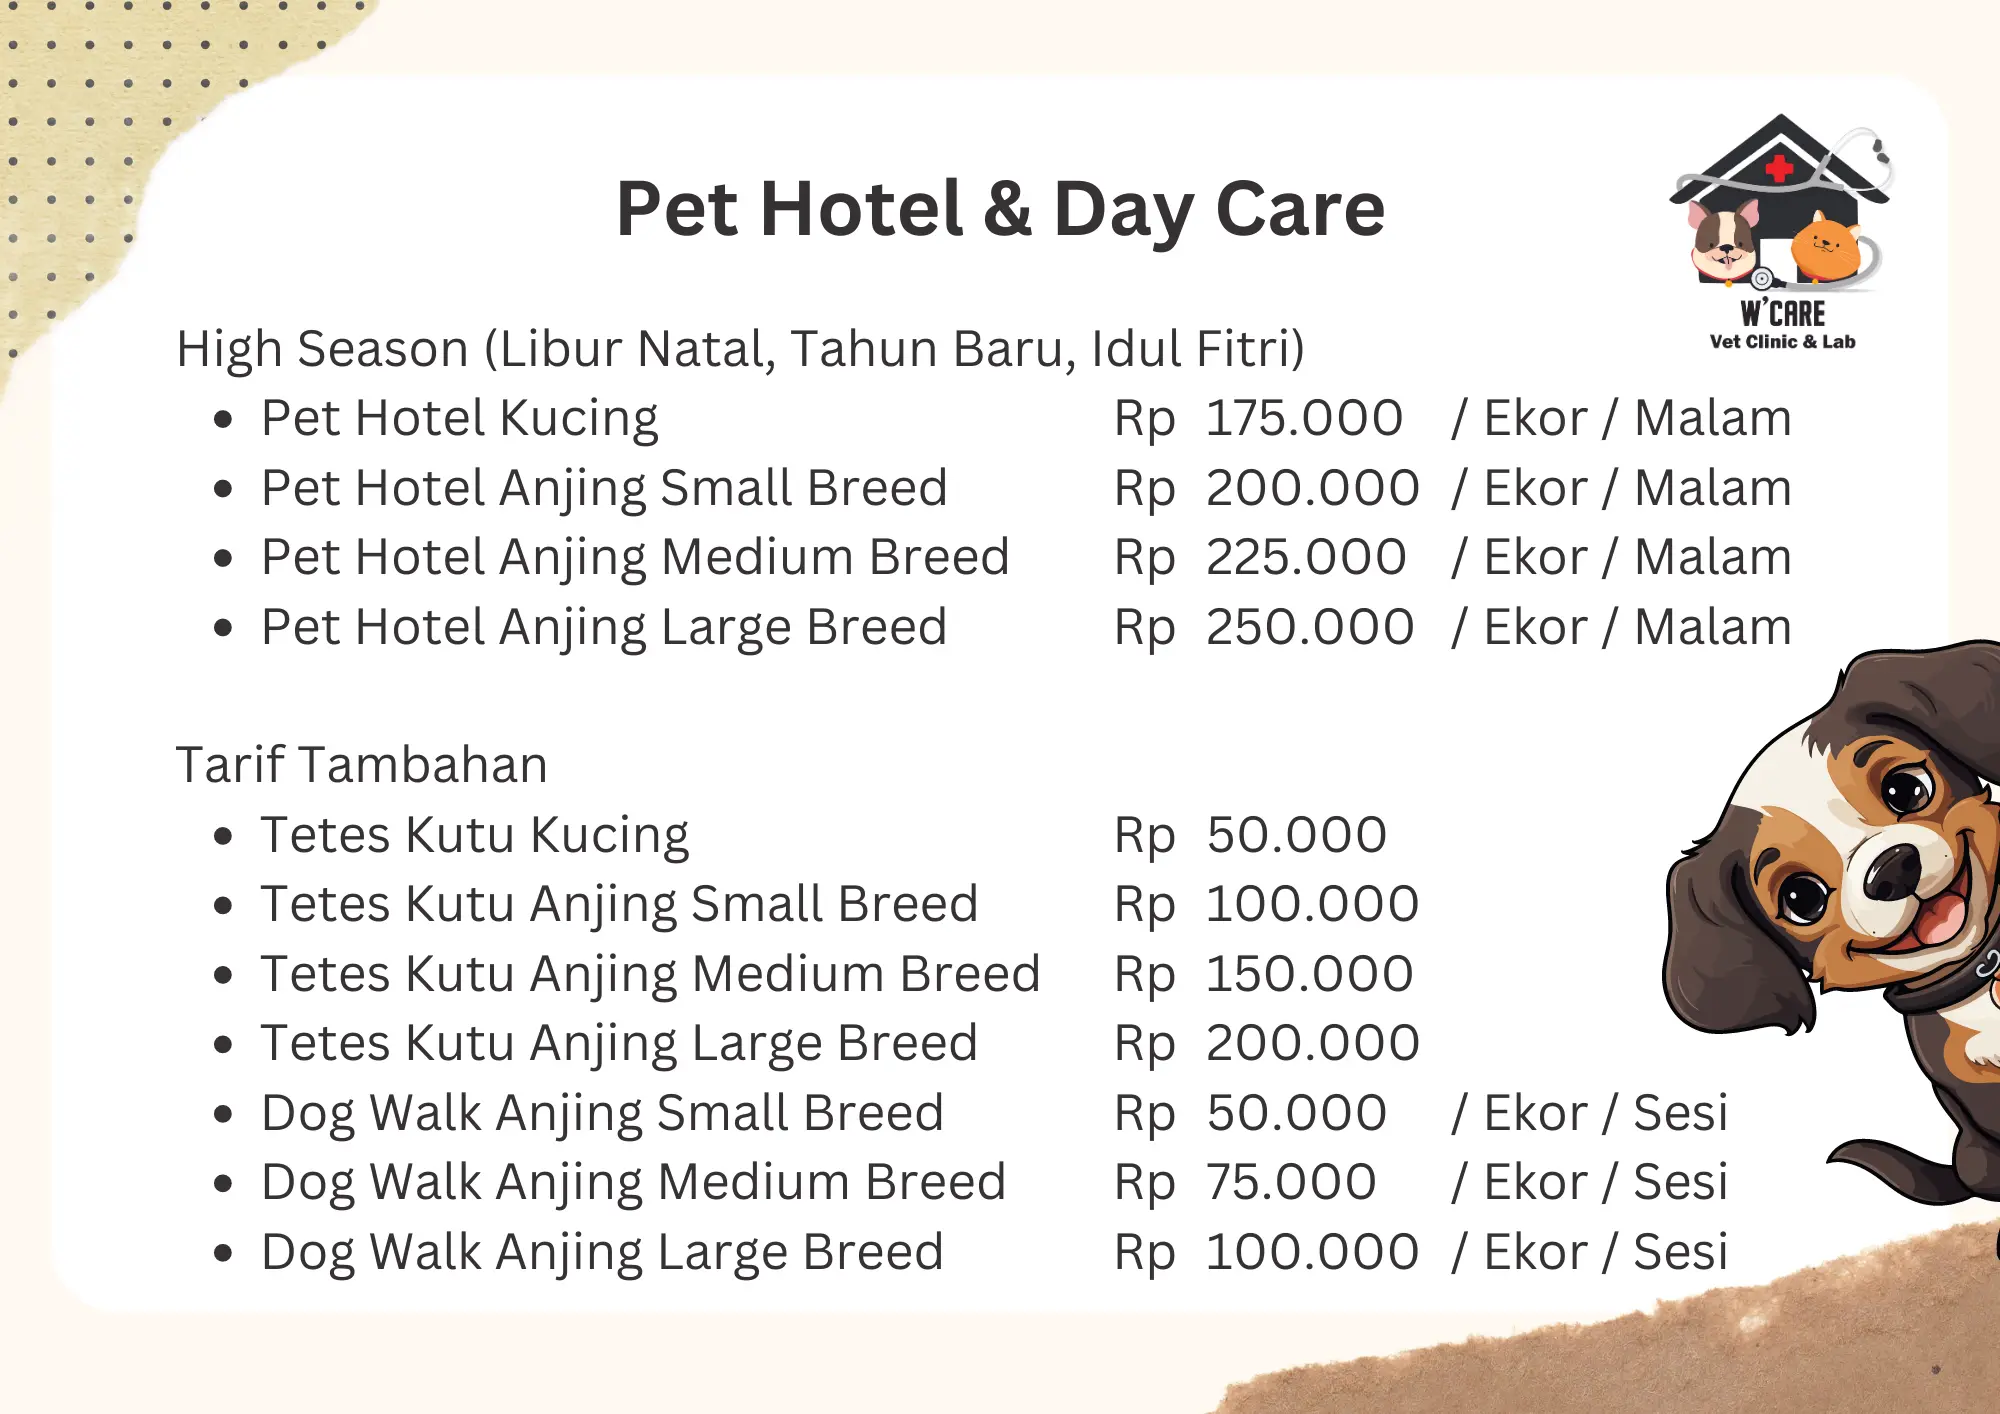 Pet Hotel & Day Care
W'CARE
Vet Clinic & Lab
High Season (Libur Natal, Tahun Baru, Idul Fitri)
• Pet Hotel Kucing Rp 175.000 / Ekor / Malam
• Pet Hotel Anjing Small Breed Rp 200.000 / Ekor / Malam
• Pet Hotel Anjing Medium Breed Rp 225.000 / Ekor / Malam
• Pet Hotel Anjing Large Breed Rp 250.000 / Ekor / Malam
Tarif Tambahan
• Tetes Kutu Kucing Rp 50.000
• Tetes Kutu Anjing Small Breed Rp 100.000
• Tetes Kutu Anjing Medium Breed Rp 150.000
• Tetes Kutu Anjing Large Breed Rp 200.000
• Dog Walk Anjing Small Breed Rp 50.000 / Ekor / Sesi
• Dog Walk Anjing Medium Breed Rp 75.000 / Ekor / Sesi
• Dog Walk Anjing Large Breed Rp 100.000 / Ekor / Sesi